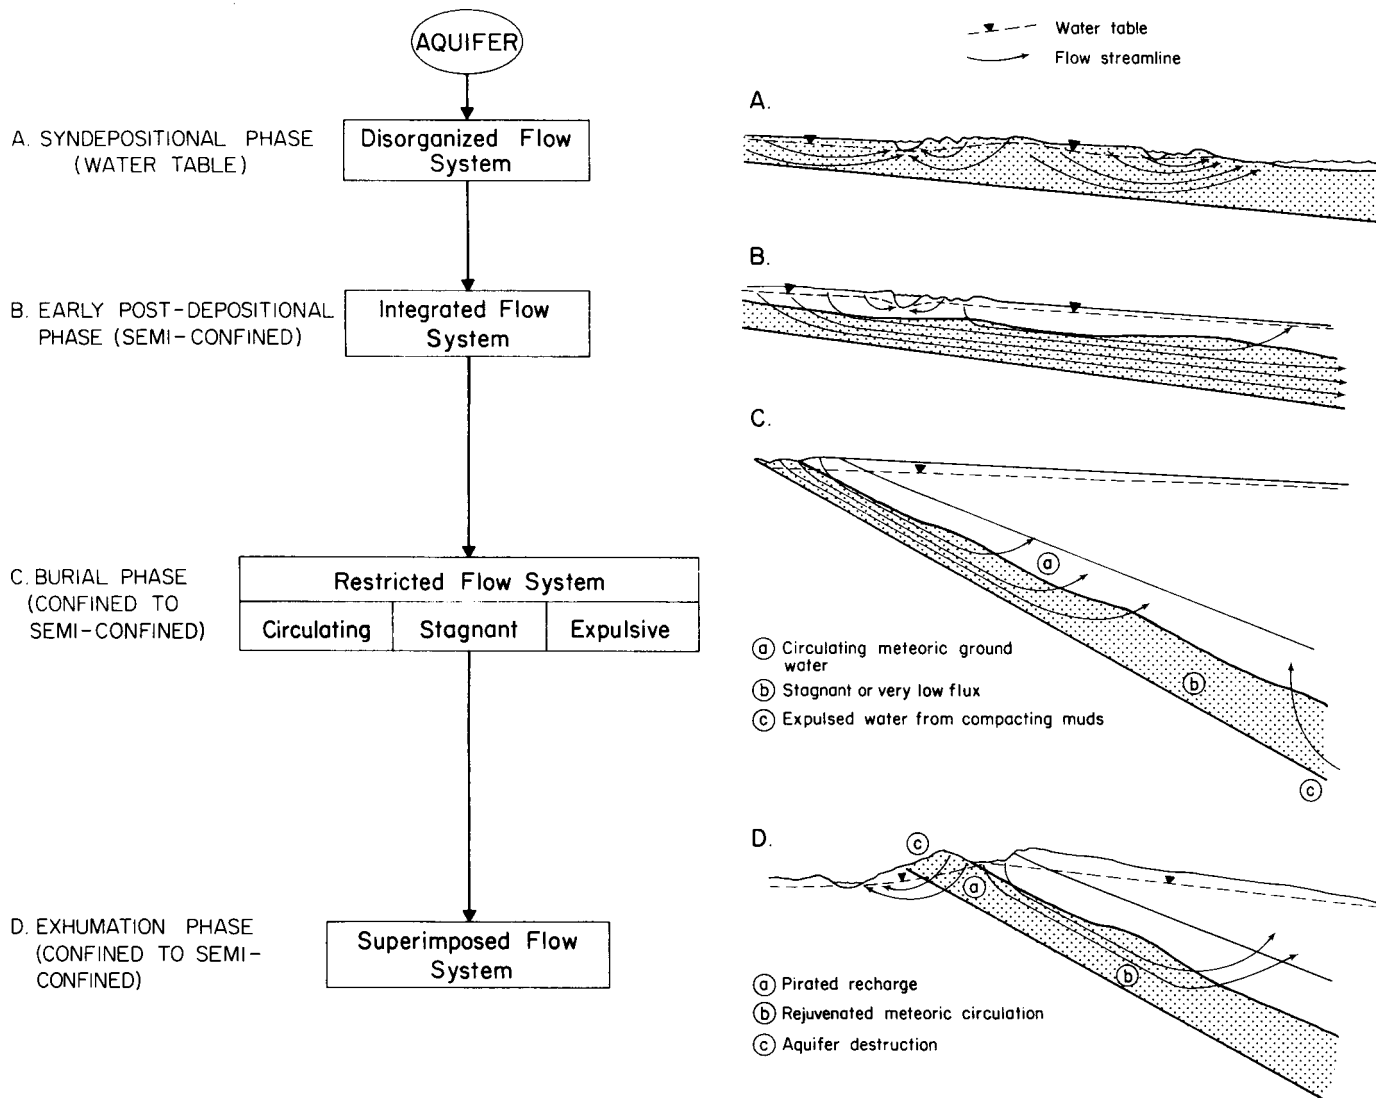 AQUIFER
A. SYNDEPOSITIONAL PHASE
(WATER TABLE)
Disorganized Flow
System
B. EARLY POST-DEPOSITIONAL
PHASE (SEMI-CONFINED)
Integrated Flow
System
C. BURIAL PHASE
(CONFINED TO
SEMI-CONFINED)
Restricted Flow System
Circulating
Stagnant
Expulsive
D. EXHUMATION PHASE
(CONFINED TO SEMI-
CONFINED)
Superimposed Flow
System
Water table
Flow streamline
A.
B.
C.
a
b
c
a Circulating meteoric ground
water
b Stagnant or very low flux
c Expulsed water from compacting muds
D.
c
a
b
a Pirated recharge
b Rejuvenated meteoric circulation
c Aquifer destruction